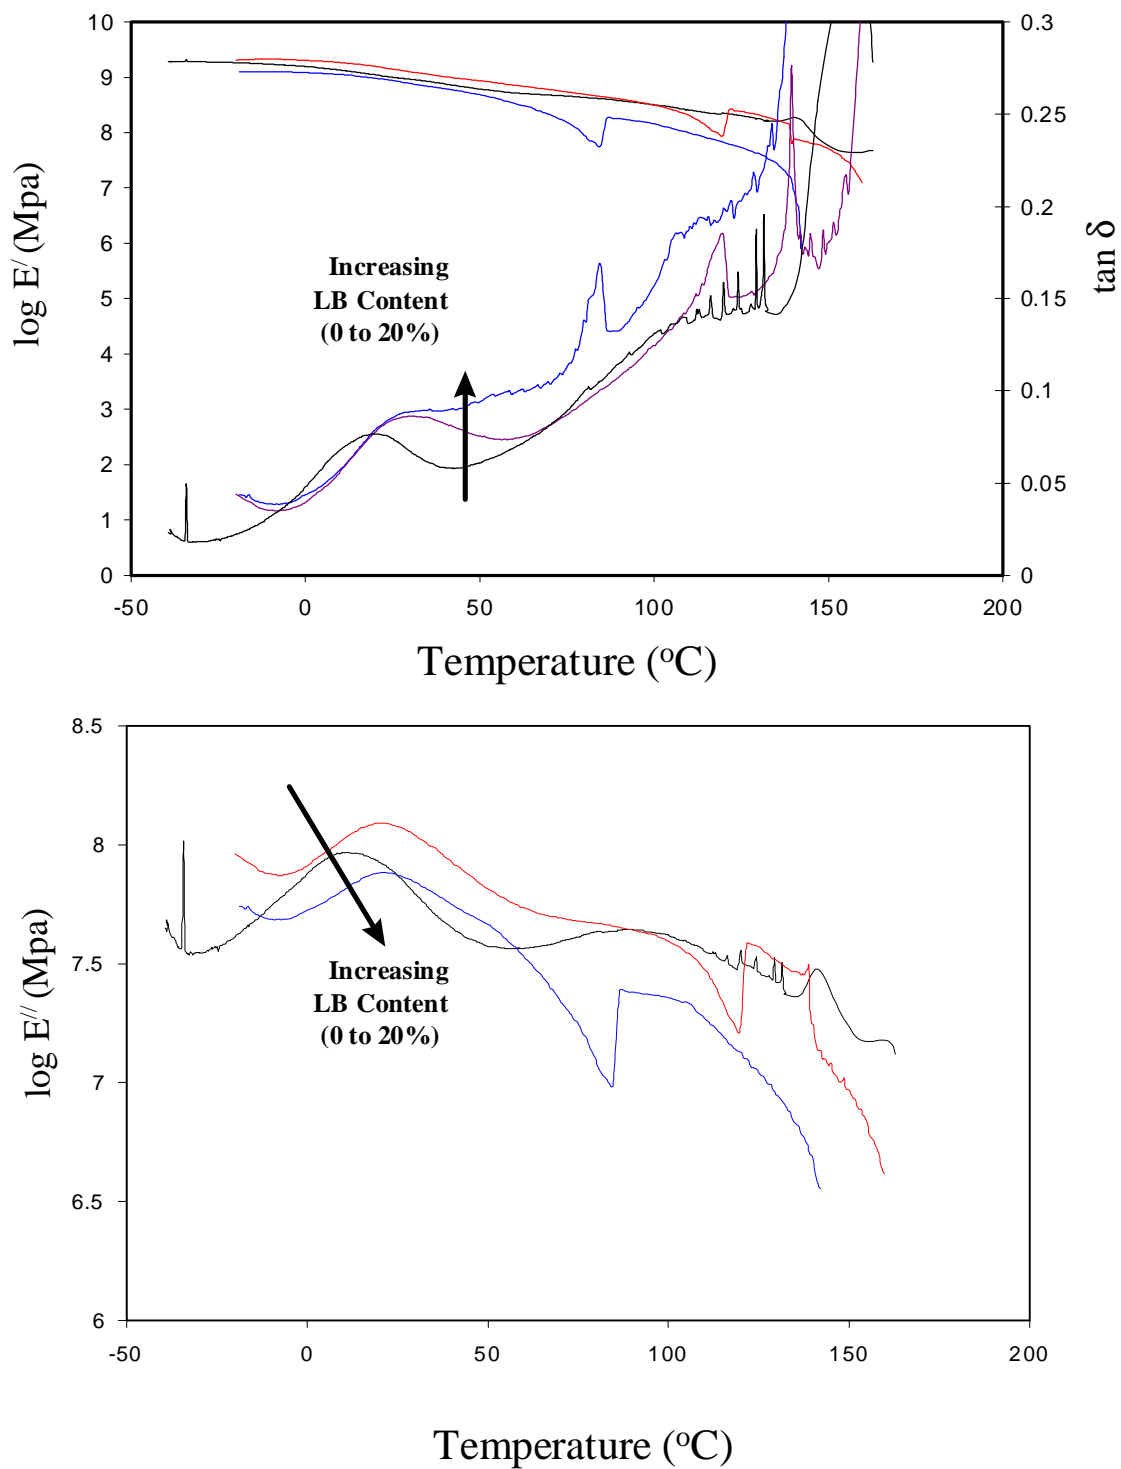 10
9
8
7
6
5
4
3
2
1
0
log E/ (Mpa)
0.3
0.25
0.2
0.15
0.1
0.05
0
tan δ
Increasing
LB Content
(0 to 20%)
-50 0 50 100 150 200
Temperature (oC)
8.5
8
7.5
7
6.5
6
log E// (Mpa)
Increasing
LB Content
(0 to 20%)
-50 0 50 100 150 200
Temperature (oC)